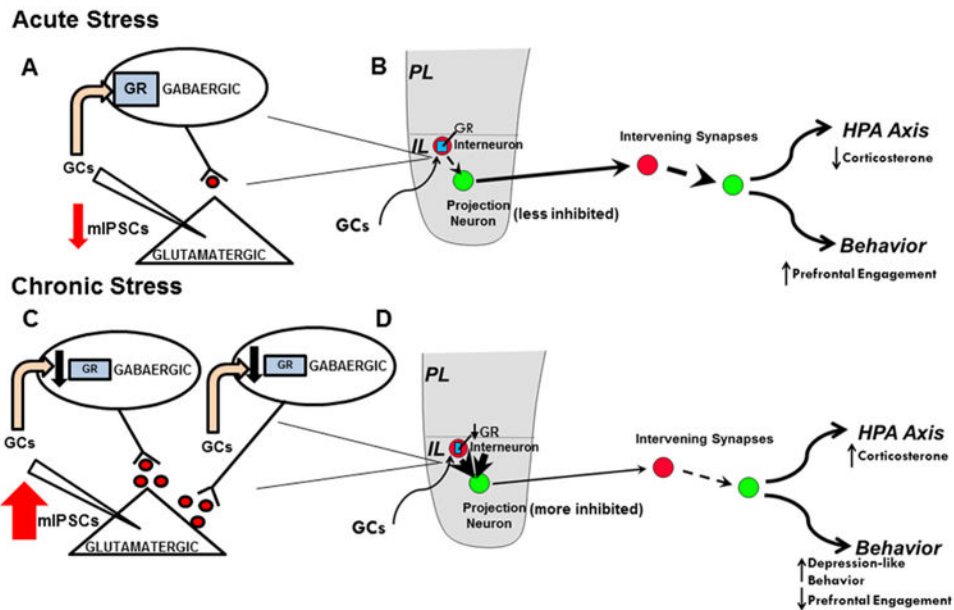 Acute Stress
A
GR
GABAERGIC
GCs
mIPSCs
GLUTAMATERGIC
B
PL
GR
IL
Interneuron
Projection
Neuron
(less inhibited)
GCs
Intervening Synapses
HPA Axis
↓Corticosterone
Behavior
↑Prefrontal Engagement
Chronic Stress
C
GR
GABAERGIC
GCs
GR
GABAERGIC
GCs
mIPSCs
GLUTAMATERGIC
D
PL
↓GR
IL
Interneuron
Projection
Neuron
(more inhibited)
GCs
Intervening Synapses
HPA Axis
↑Corticosterone
Behavior
↑Depression-like
Behavior
↓Prefrontal Engagement